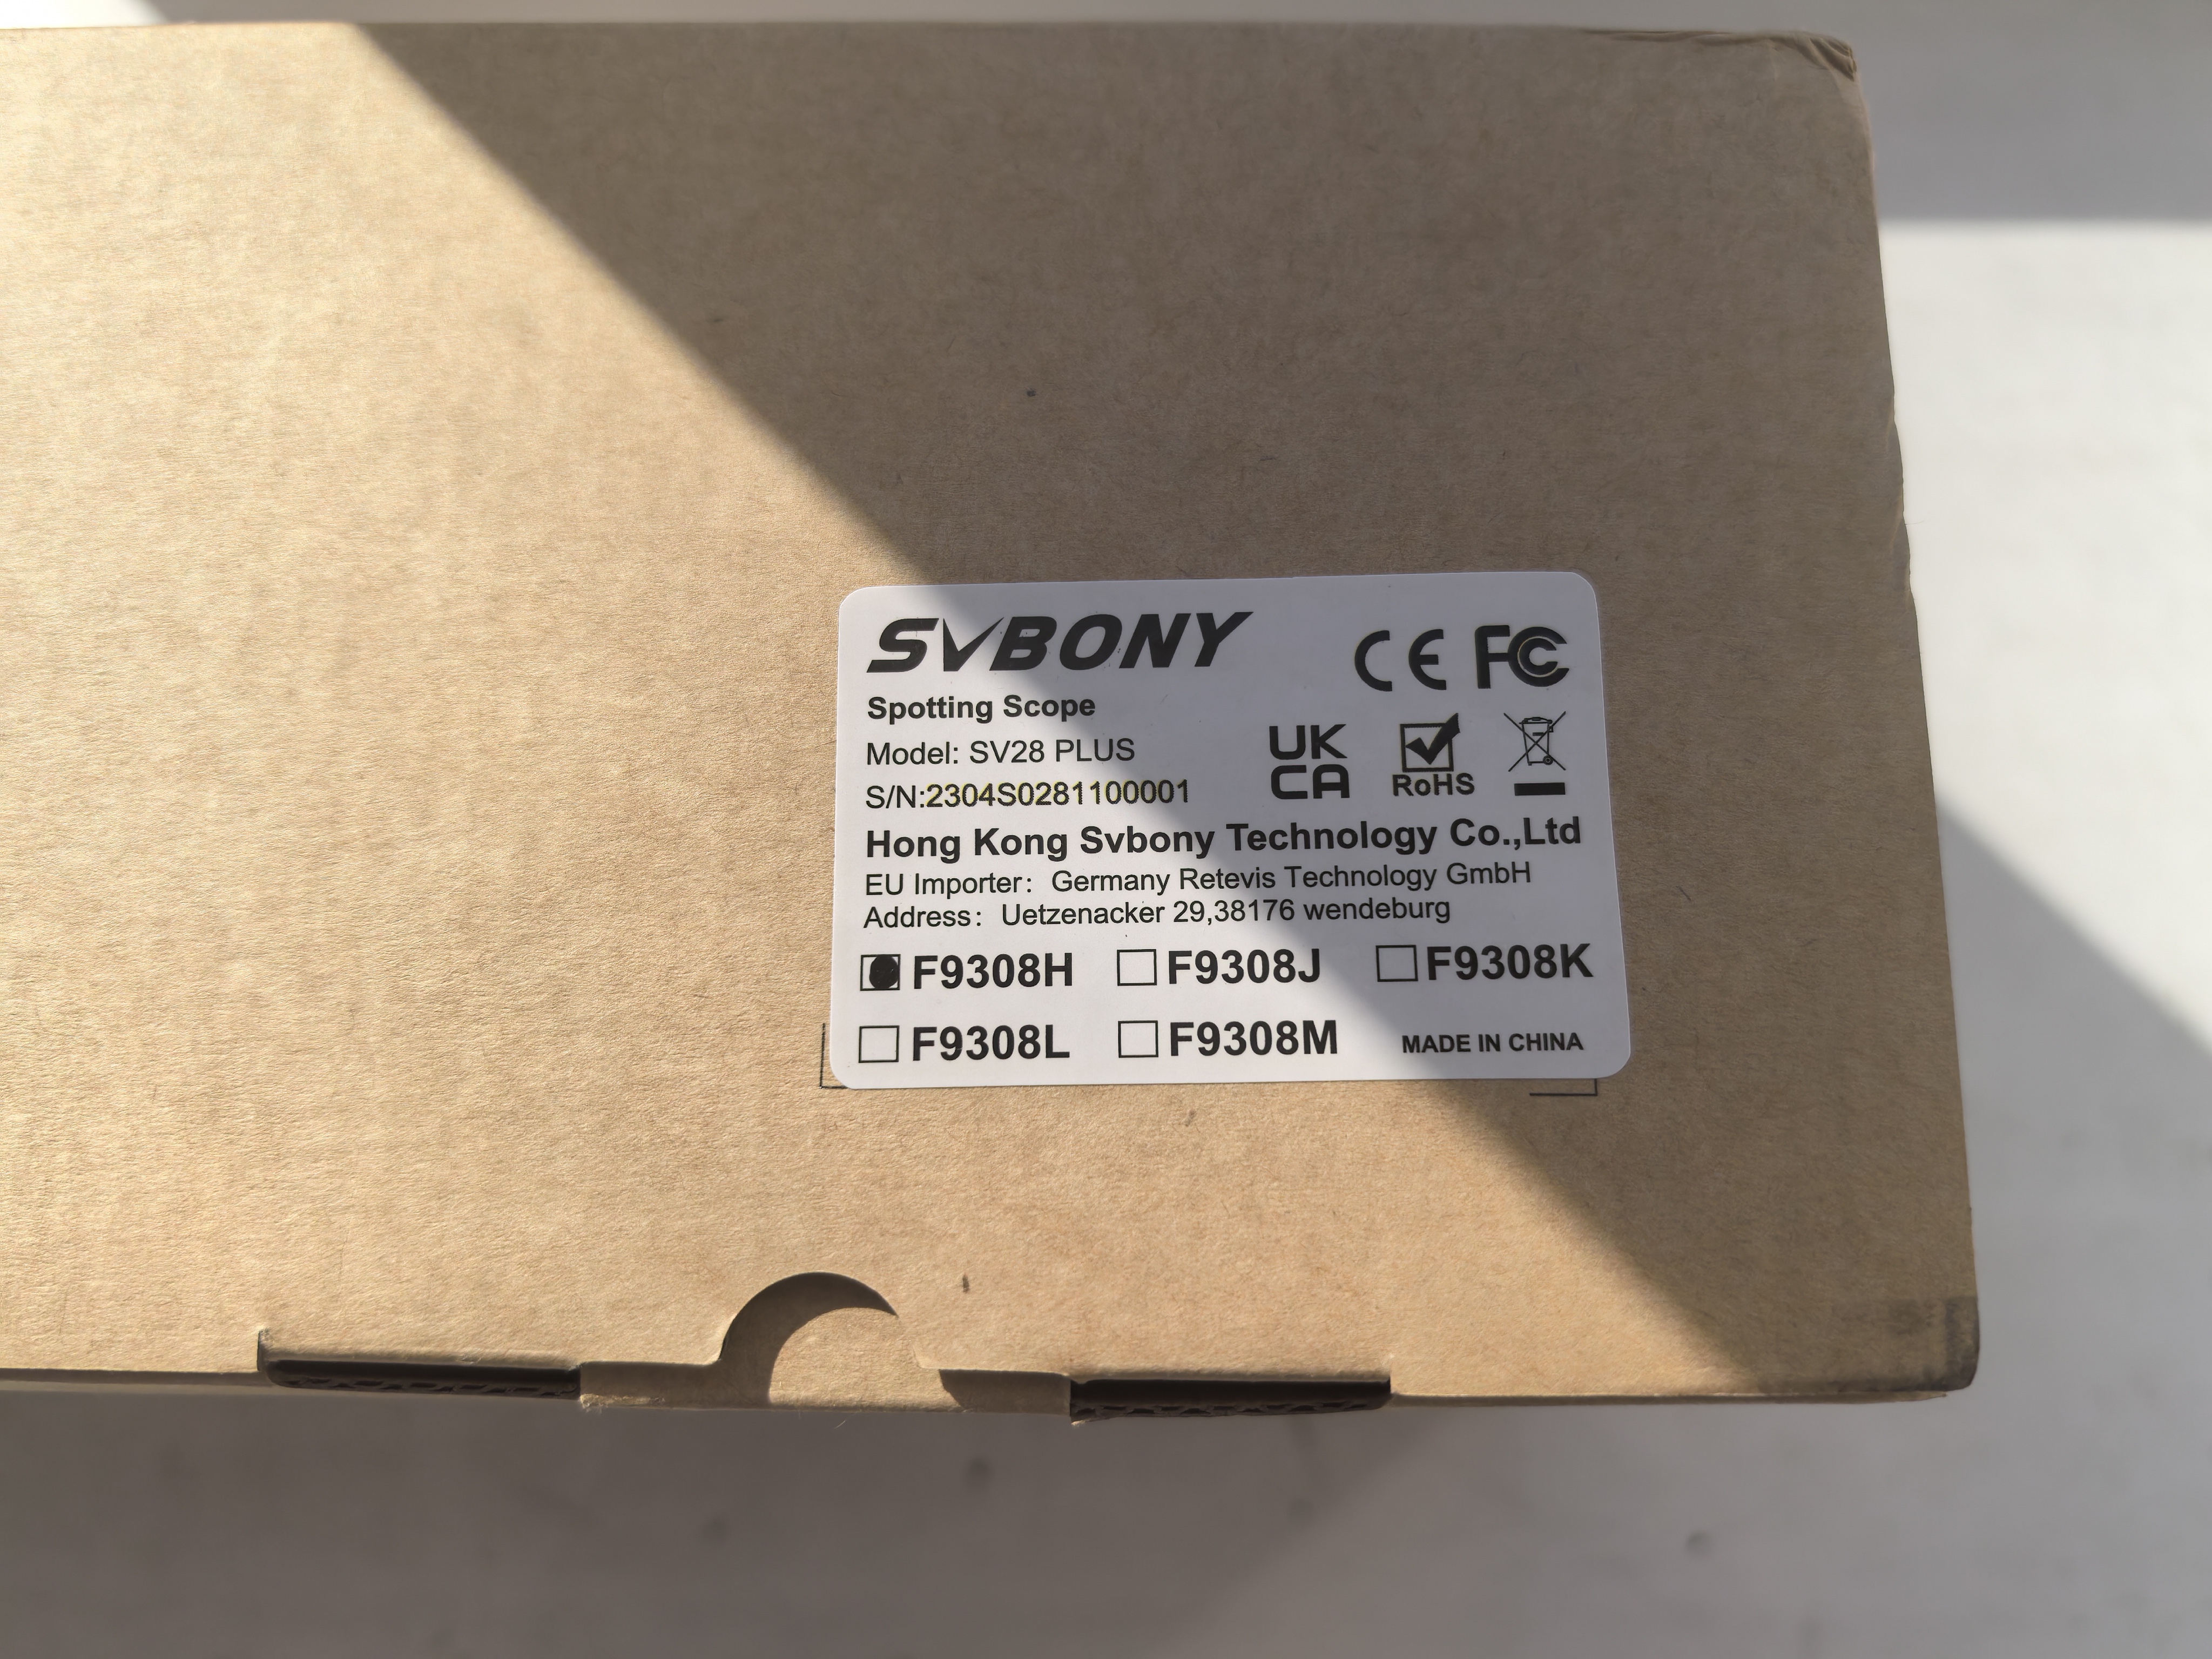 SVBONY
CE FC
Spotting Scope
Model: SV28 PLUS
UK
CA
RoHS
S/N:2304S0281100001
Hong Kong Svbony Technology Co.,Ltd
EU Importer: Germany Retevis Technology GmbH
Address: Uetzenacker 29,38176 wendeburg
F9308H F9308J F9308K
F9308L F9308M MADE IN CHINA